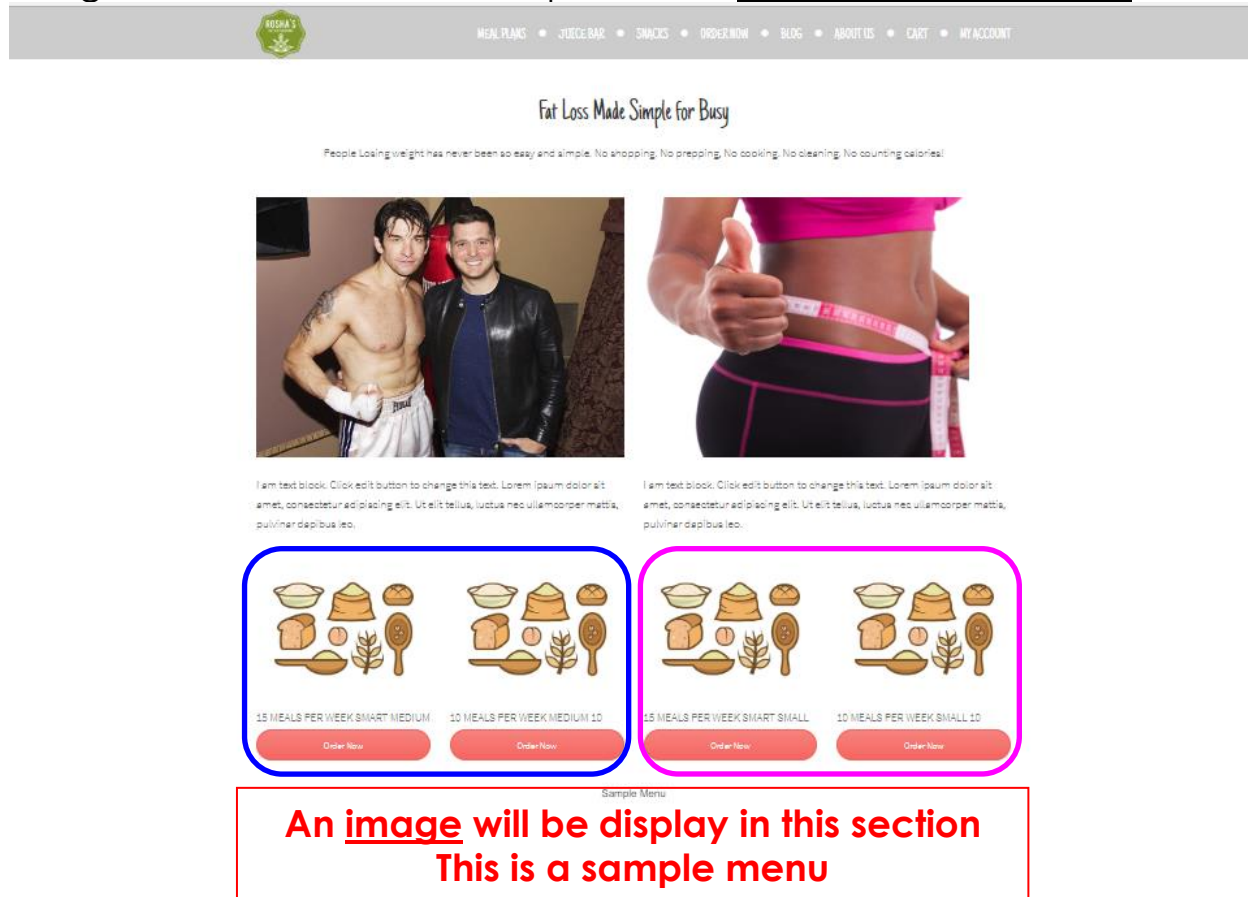 ROSHA'S
MEAL PLANS • JUICE BAR • SNACKS • ORDER NOW • BLOG • ABOUT US • CART • MY ACCOUNT
Fat Loss Made Simple for Busy
People Losing weight has never been so easy and simple. No shopping, No prepping, No cooking. No cleaning, No counting calories!
I am text block. Click edit button to change this text. Lorem ipsum dolor sit
amet, consectetur adipiscing elit. Ut elit tellus, luctus nec ullamcorper mattis,
pulvinar dapibus leo.
I am text block. Click edit button to change this text. Lorem ipsum dolor sit
amet, consectetur adipiscing elit. Ut elit tellus, luctus nec ullamcorper mattis,
pulvinar dapibus leo.
15 MEALS PER WEEK SMART MEDIUM
10 MEALS PER WEEK MEDIUM 10
15 MEALS PER WEEK SMART SMALL
10 MEALS PER WEEK SMALL 10
Order Now
Order Now
Order Now
Order Now
Sample Menu
An image will be display in this section
This is a sample menu